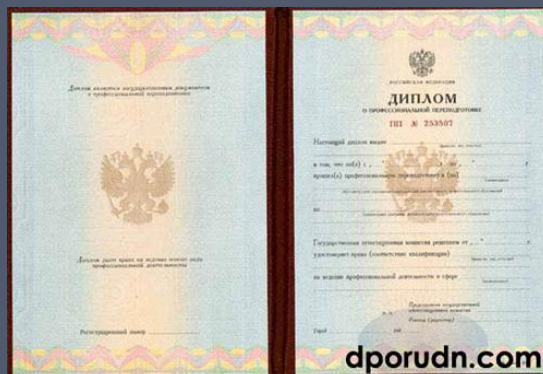 Диплом является государственным документом
о профессиональной переподготовке
Диплом дает право на ведение нового вида
профессиональной деятельности
Регистрационный номер
РОССИЙСКАЯ ФЕДЕРАЦИЯ
ДИПЛОМ
О ПРОФЕССИОНАЛЬНОЙ ПЕРЕПОДГОТОВКЕ
ПП № 253507
Настоящий диплом выдан
в том, что он(а) с „ “ г. по „ “ г.
прошел(а) профессиональную переподготовку в (на)
по
Государственная аттестационная комиссия решением от „ “ г.
удостоверяет право (соответствие квалификации)
на ведение профессиональной деятельности в сфере
Председатель государственной
аттестационной комиссии
М. П.
Ректор (директор)
Город год
dporudn.com